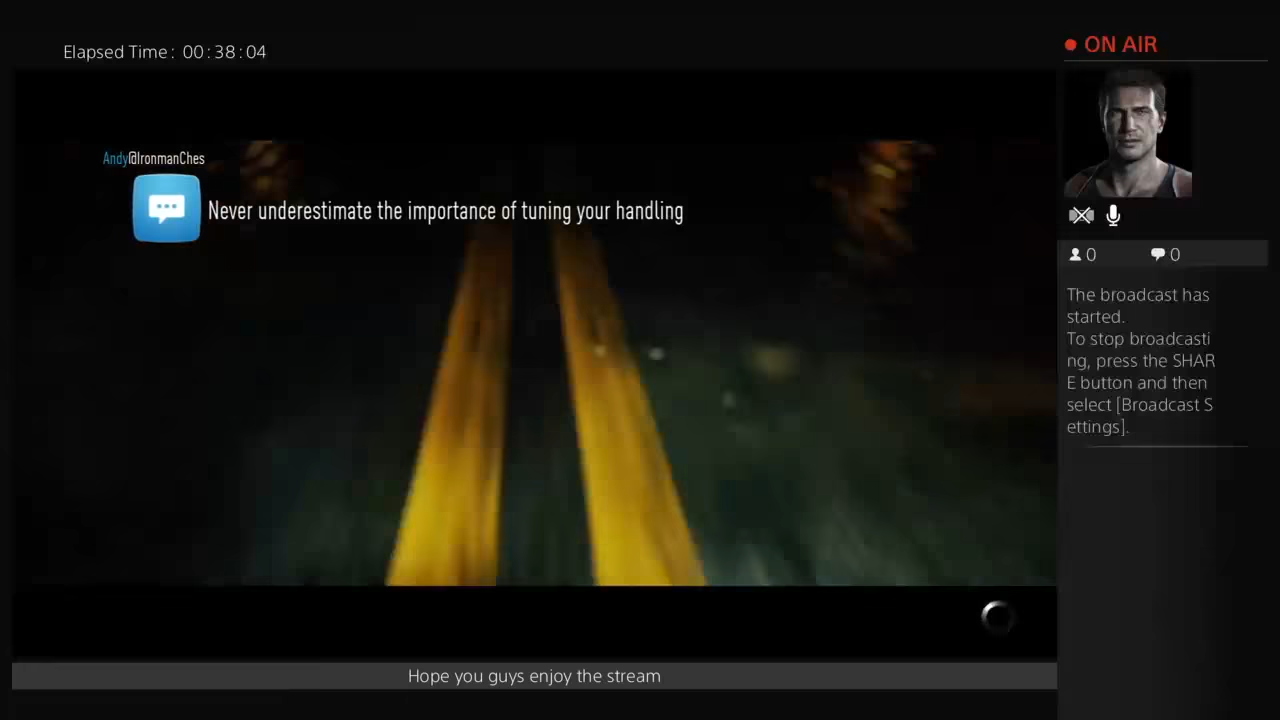 Elapsed Time: 00:38:04
ON AIR
Andy@IronmanChes
Never underestimate the importance of tuning your handling
0 0
The broadcast has
started.
To stop broadcasti
ng, press the SHAR
E button and then
select [Broadcast S
ettings].
Hope you guys enjoy the stream